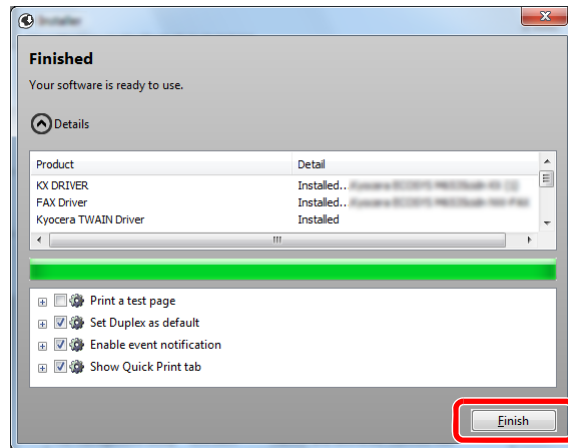 Finished
Your software is ready to use.
Details
Product Detail
KX DRIVER Installed..
FAX Driver Installed..
Kyocera TWAIN Driver Installed
Print a test page
Set Duplex as default
Enable event notification
Show Quick Print tab
Finish